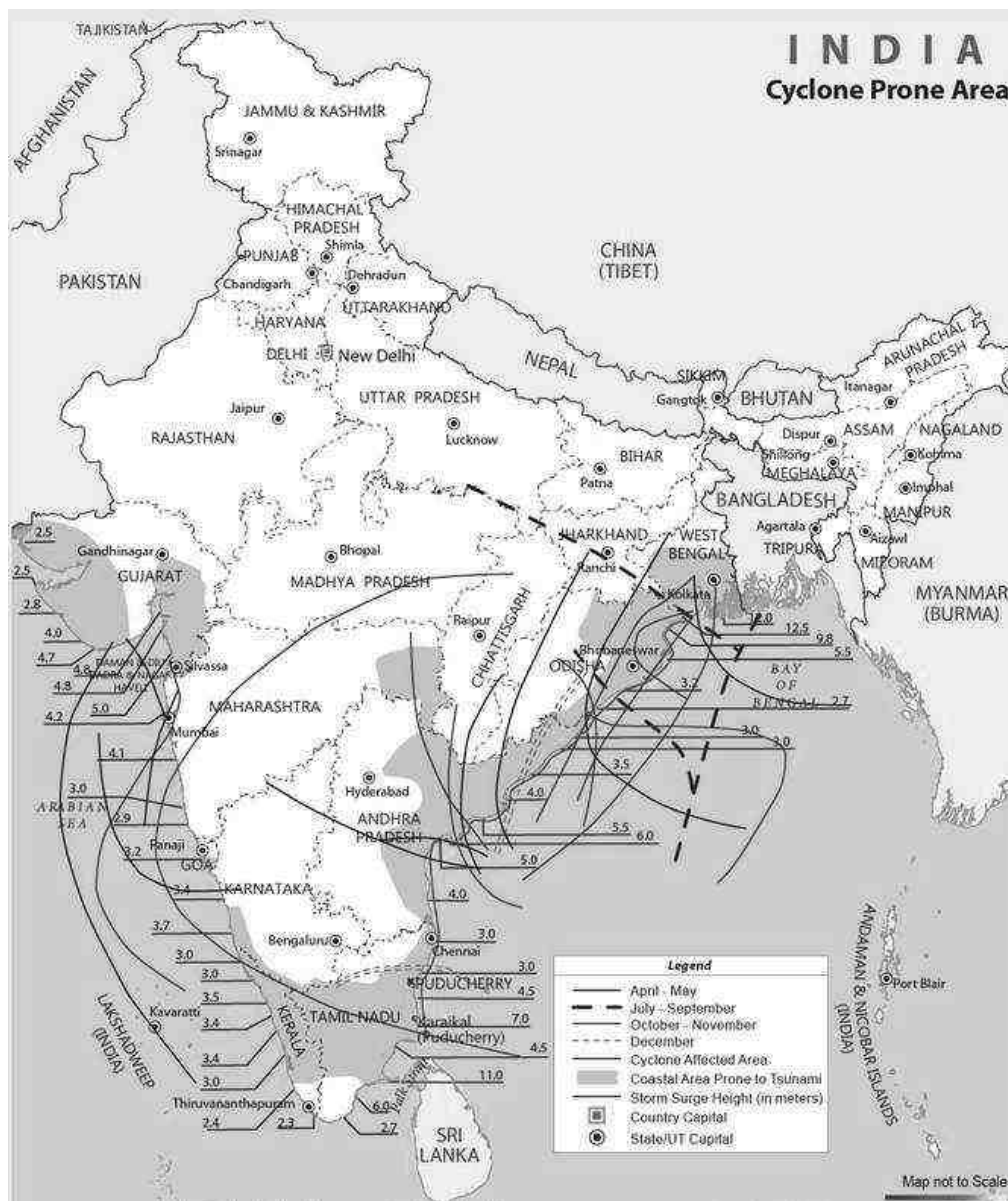 INDIA
Cyclone Prone Area
TAJIKISTAN
AFGHANISTAN
JAMMU & KASHMIR
Srinagar
HIMACHAL
PRADESH
Shimla
PUNJAB
Chandigarh
Dehradun
UTTARAKHAND
CHINA
(TIBET)
PAKISTAN
HARYANA
DELHI
New Delhi
NEPAL
SIKKIM
Gangtok
BHUTAN
ARUNACHAL
PRADESH
Itanagar
UTTAR PRADESH
Jaipur
RAJASTHAN
Lucknow
Dispur
ASSAM
NAGALAND
BIHAR
Shillong
Kohima
Patna
MEGHALAYA
Imphal
BANGLADESH
MANIPUR
JHARKHAND
WEST
BENGAL
Agartala
TRIPURA
Aizawl
MIZORAM
2.5
Gandhinagar
GUJARAT
Bhopal
MADHYA PRADESH
Ranchi
Kolkata
MYANMAR
(BURMA)
2.5
2.8
4.0
4.7
4.8
4.8
5.0
4.2
DAMAN & DIU
DADRA & NAGAR
HAVELI
Silvassa
Raipur
CHHATTISGARH
Bhubaneswar
ODISHA
12.5
9.8
5.5
3.2
BAY
OF
BENGAL
2.7
MAHARASHTRA
Mumbai
4.1
3.0
3.0
3.5
4.0
3.0
ARABIAN
SEA
2.9
Hyderabad
ANDHRA
PRADESH
5.5
6.0
5.0
Panaji
3.2
GOA
3.4
KARNATAKA
4.0
3.7
Bengaluru
Chennai
3.0
3.0
3.0
3.0
PUDUCHERRY
4.5
3.5
TAMIL NADU
Karaikal
(Puducherry)
7.0
LAKSHADWEEP
(INDIA)
Kavaratti
3.4
KERALA
4.5
3.4
3.0
11.0
Palk Strait
Thiruvananthapuram
2.4
2.3
6.0
2.7
SRI
LANKA
ANDAMAN & NICOBAR ISLANDS
(INDIA)
Port Blair
Legend
April - May
July - September
October - November
December
Cyclone Affected Area
Coastal Area Prone to Tsunami
Storm Surge Height (in meters)
Country Capital
State/UT Capital
Map not to Scale